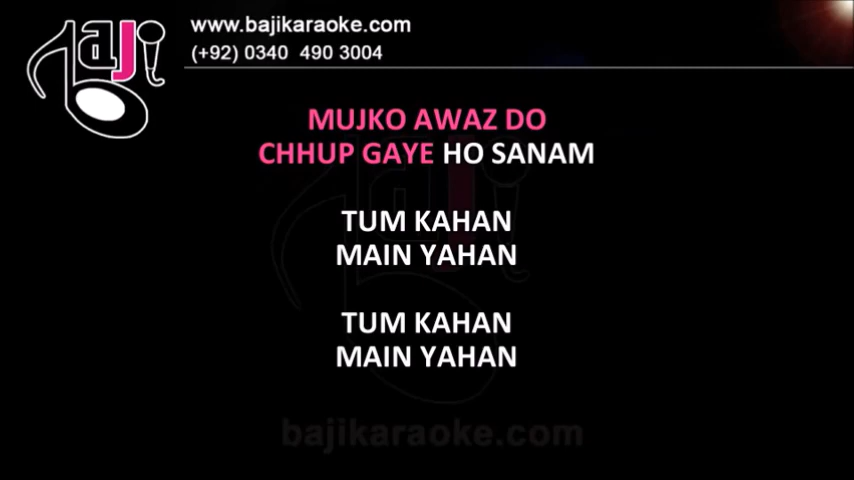 www.bajikaraoke.com
(+92) 0340 490 3004
Baji
MUJKO AWAZ DO
CHHUP GAYE HO SANAM
TUM KAHAN
MAIN YAHAN
TUM KAHAN
MAIN YAHAN
bajikaraoke.com